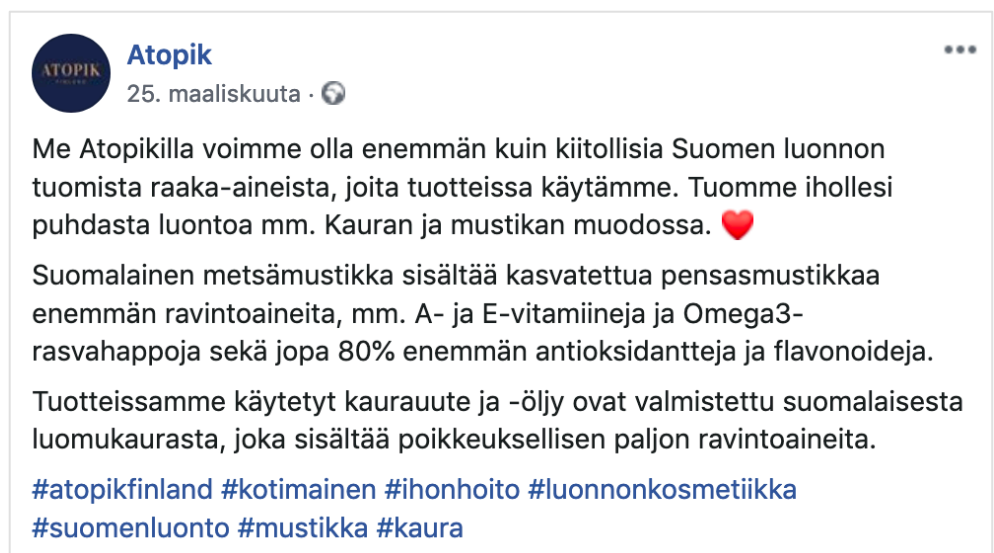 ATOPIK
FINLAND
Atopik
25. maaliskuuta ·
Me Atopikilla voimme olla enemmän kuin kiitollisia Suomen luonnon
tuomista raaka-aineista, joita tuotteissa käytämme. Tuomme ihollesi
puhdasta luontoa mm. Kauran ja mustikan muodossa. ❤️
Suomalainen metsämustikka sisältää kasvatettua pensasmustikkaa
enemmän ravintoaineita, mm. A- ja E-vitamiineja ja Omega3-
rasvahappoja sekä jopa 80% enemmän antioksidantteja ja flavonoideja.
Tuotteissamme käytetyt kaurauute ja -öljy ovat valmistettu suomalaisesta
luomukaurasta, joka sisältää poikkeuksellisen paljon ravintoaineita.
#atopikfinland #kotimainen #ihonhoito #luonnonkosmetiikka
#suomenluonto #mustikka #kaura